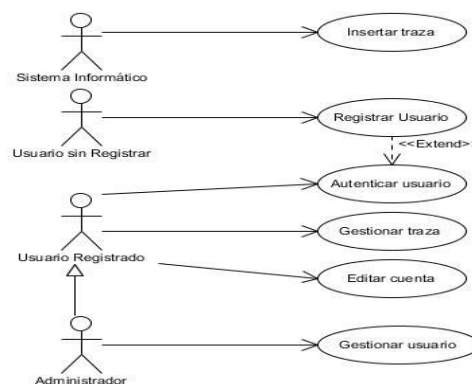 Insertar traza
Sistema Informático
Registrar Usuario
Usuario sin Registrar
<<Extend>>
Autenticar usuario
Gestionar traza
Usuario Registrado
Editar cuenta
Gestionar usuario
Administrador